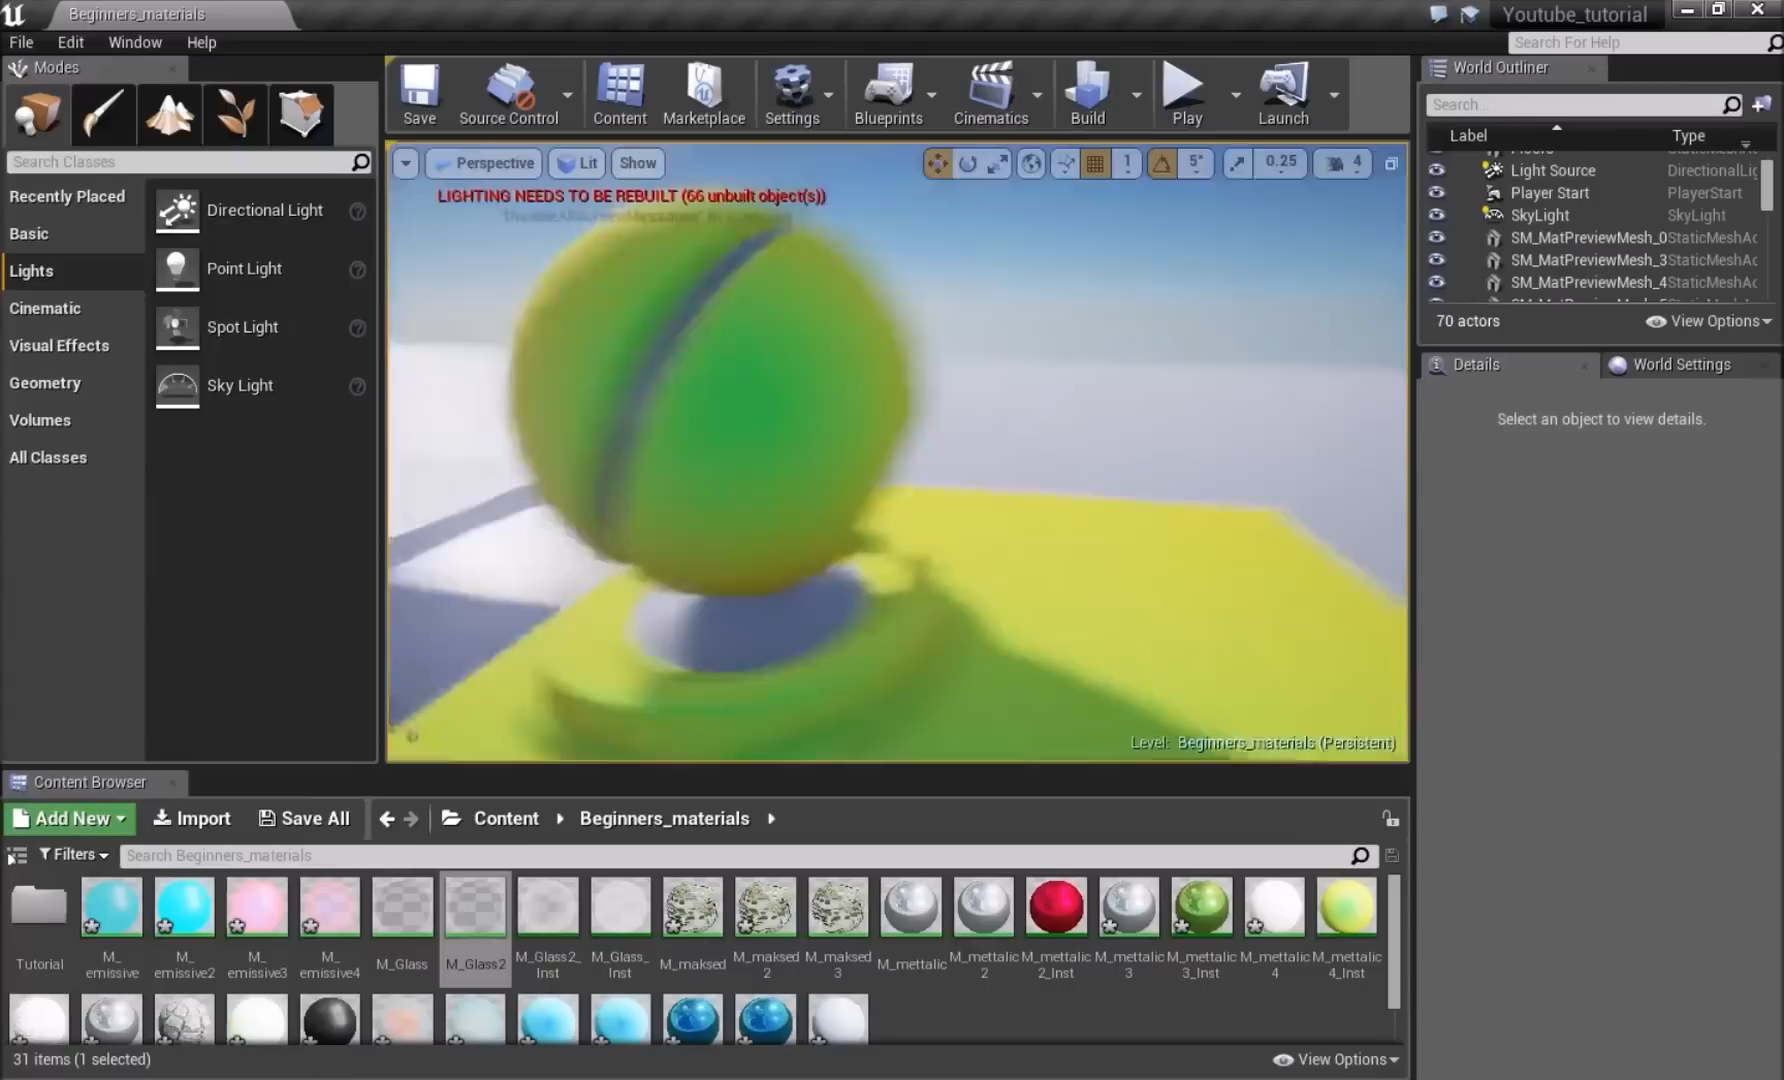 Beginners_materials
Youtube_tutorial
File Edit Window Help
Search For Help
Modes
Search Classes
Recently Placed
Basic
Lights
Cinematic
Visual Effects
Geometry
Volumes
All Classes
Directional Light
Point Light
Spot Light
Sky Light
Save
Source Control
Content
Marketplace
Settings
Blueprints
Cinematics
Build
Play
Launch
Perspective
Lit
Show
1
5°
0.25
4
LIGHTING NEEDS TO BE REBUILT (66 unbuilt object(s))
Level: Beginners_materials (Persistent)
World Outliner
Search...
Label Type
Light Source DirectionalLig
Player Start PlayerStart
SkyLight SkyLight
SM_MatPreviewMesh_0 StaticMeshAc
SM_MatPreviewMesh_3 StaticMeshAc
SM_MatPreviewMesh_4 StaticMeshAc
70 actors
View Options
Details
World Settings
Select an object to view details.
Content Browser
Add New
Import
Save All
Content
Beginners_materials
Filters
Search Beginners_materials
Tutorial
M_
emissive
M_
emissive2
M_
emissive3
M_
emissive4
M_Glass
M_Glass2
M_Glass2_
Inst
M_Glass_
Inst
M_maksed
M_maksed
2
M_maksed
3
M_mettalic
M_mettalic
2
M_mettalic
2_Inst
M_mettalic
3
M_mettalic
3_Inst
M_mettalic
4
M_mettalic
4_Inst
31 items (1 selected)
View Options